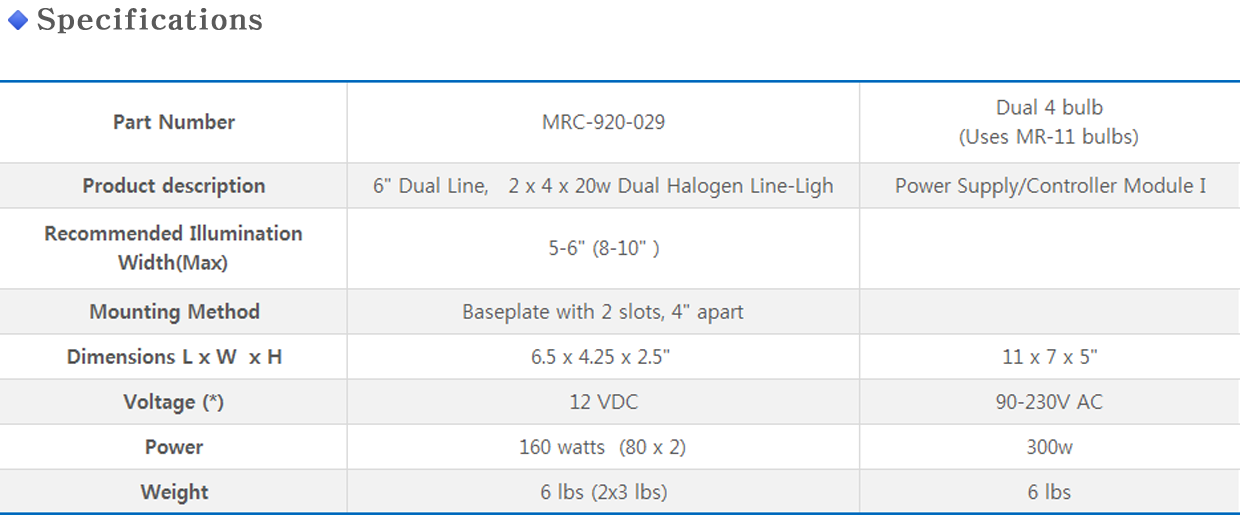 Specifications
Part Number MRC-920-029 Dual 4 bulb
(Uses MR-11 bulbs)
Product description 6" Dual Line, 2 x 4 x 20w Dual Halogen Line-Ligh Power Supply/Controller Module I
Recommended Illumination
Width(Max) 5-6" (8-10" )
Mounting Method Baseplate with 2 slots, 4" apart
Dimensions L x W x H 6.5 x 4.25 x 2.5" 11 x 7 x 5"
Voltage (*) 12 VDC 90-230V AC
Power 160 watts (80 x 2) 300w
Weight 6 lbs (2x3 lbs) 6 lbs